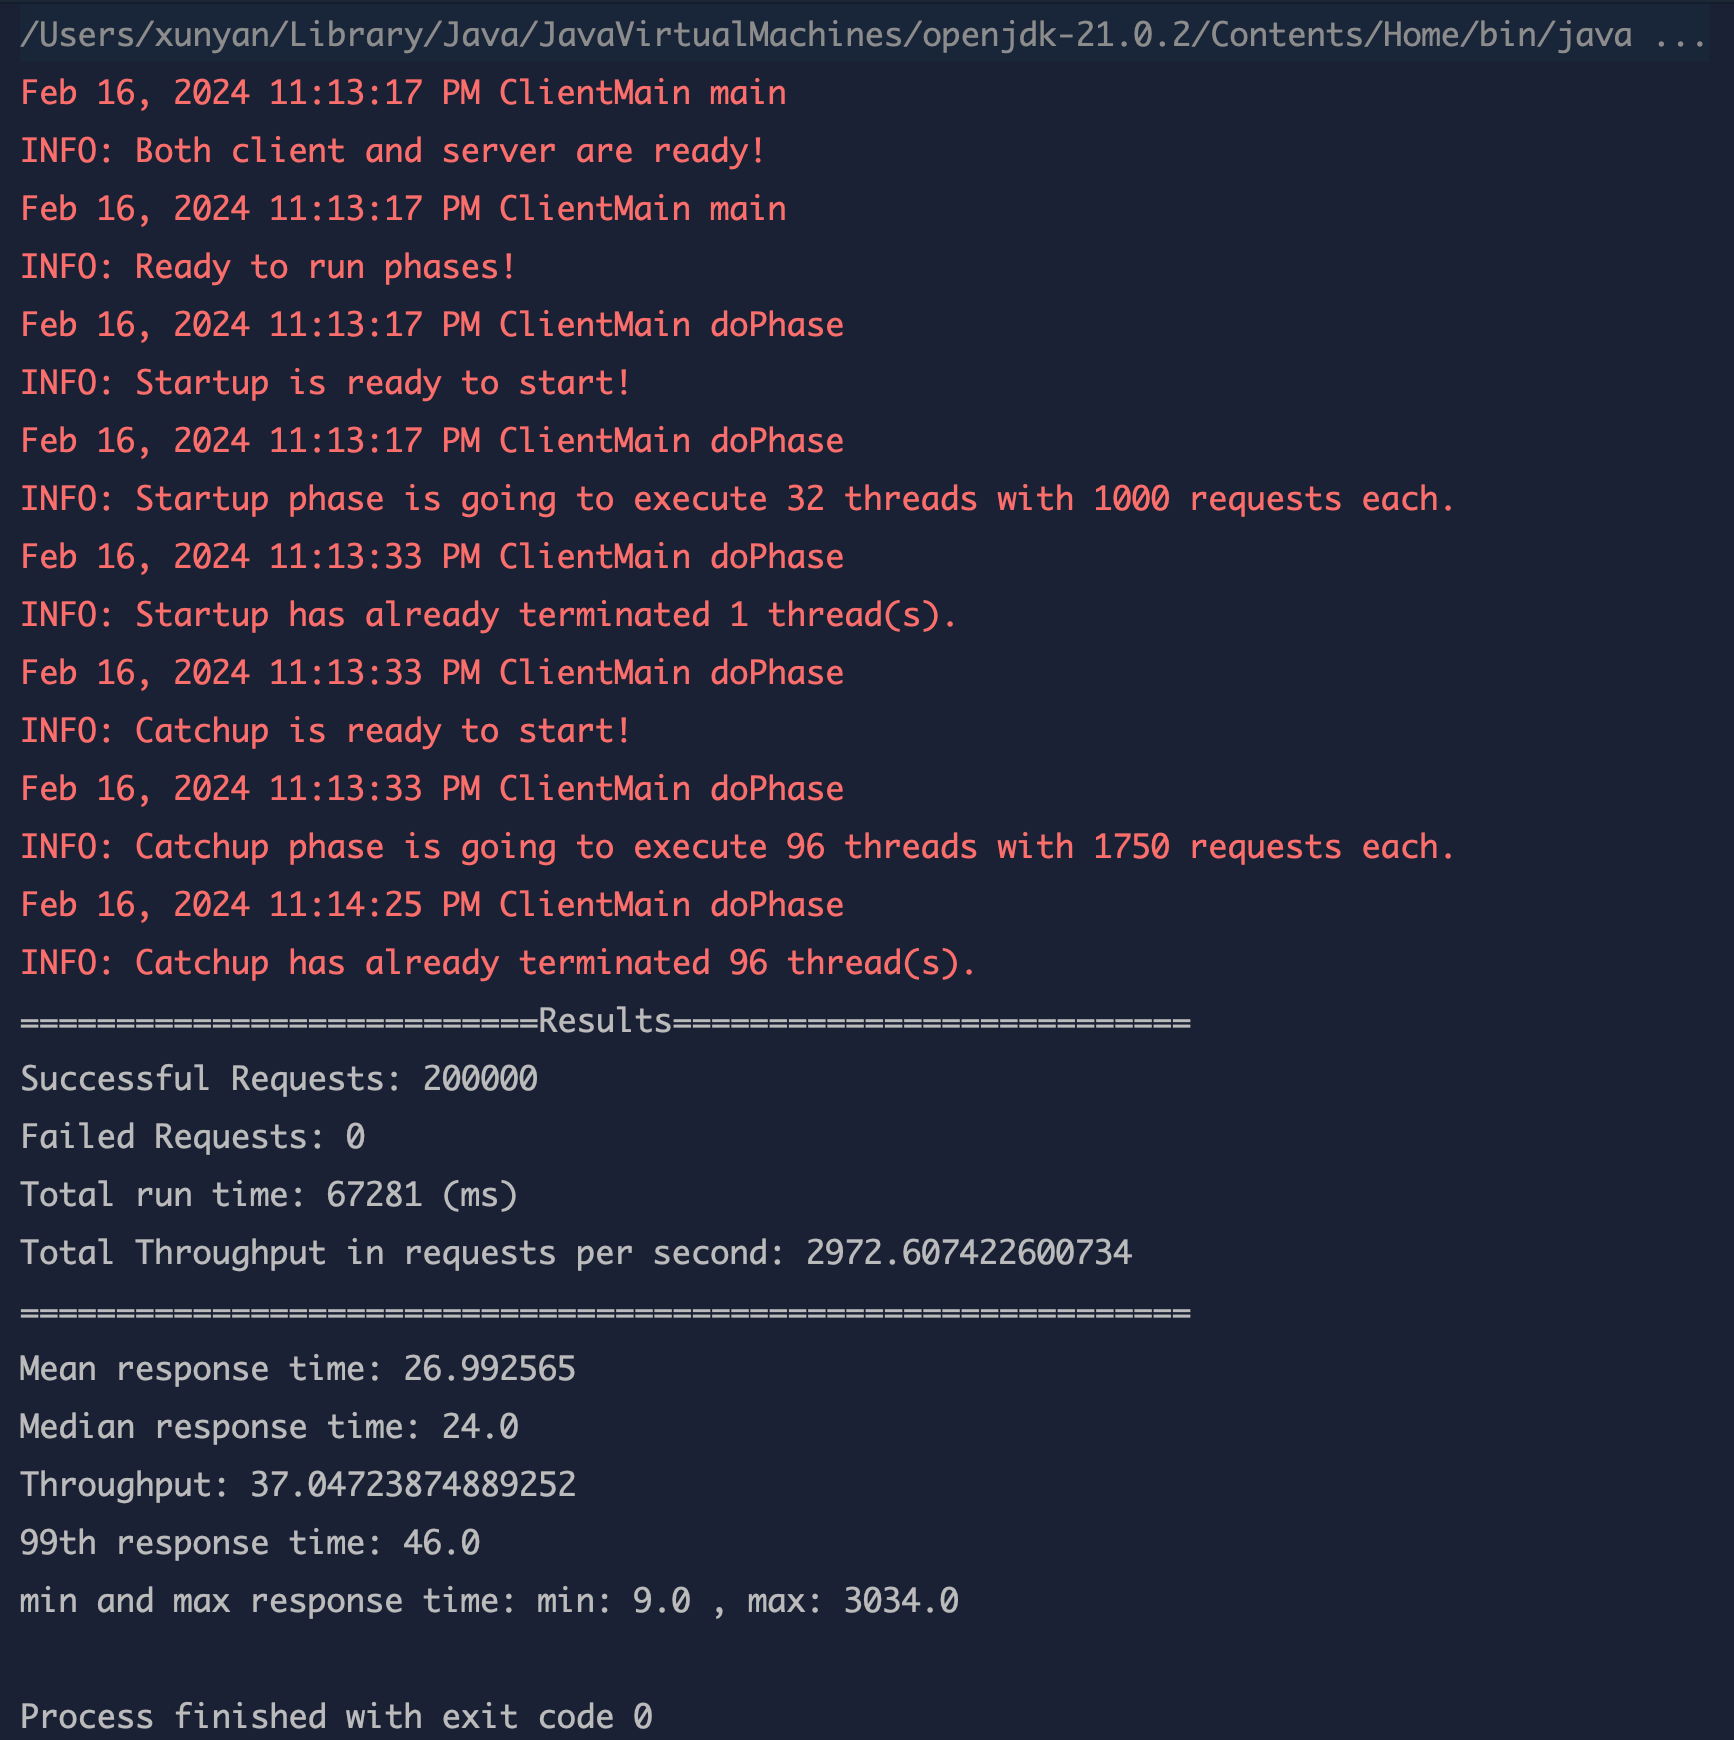 /Users/xunyan/Library/Java/JavaVirtualMachines/openjdk-21.0.2/Contents/Home/bin/java ...
Feb 16, 2024 11:13:17 PM ClientMain main
INFO: Both client and server are ready!
Feb 16, 2024 11:13:17 PM ClientMain main
INFO: Ready to run phases!
Feb 16, 2024 11:13:17 PM ClientMain doPhase
INFO: Startup is ready to start!
Feb 16, 2024 11:13:17 PM ClientMain doPhase
INFO: Startup phase is going to execute 32 threads with 1000 requests each.
Feb 16, 2024 11:13:33 PM ClientMain doPhase
INFO: Startup has already terminated 1 thread(s).
Feb 16, 2024 11:13:33 PM ClientMain doPhase
INFO: Catchup is ready to start!
Feb 16, 2024 11:13:33 PM ClientMain doPhase
INFO: Catchup phase is going to execute 96 threads with 1750 requests each.
Feb 16, 2024 11:14:25 PM ClientMain doPhase
INFO: Catchup has already terminated 96 thread(s).
===========================Results===========================
Successful Requests: 200000
Failed Requests: 0
Total run time: 67281 (ms)
Total Throughput in requests per second: 2972.607422600734
=============================================================
Mean response time: 26.992565
Median response time: 24.0
Throughput: 37.04723874889252
99th response time: 46.0
min and max response time: min: 9.0 , max: 3034.0
Process finished with exit code 0